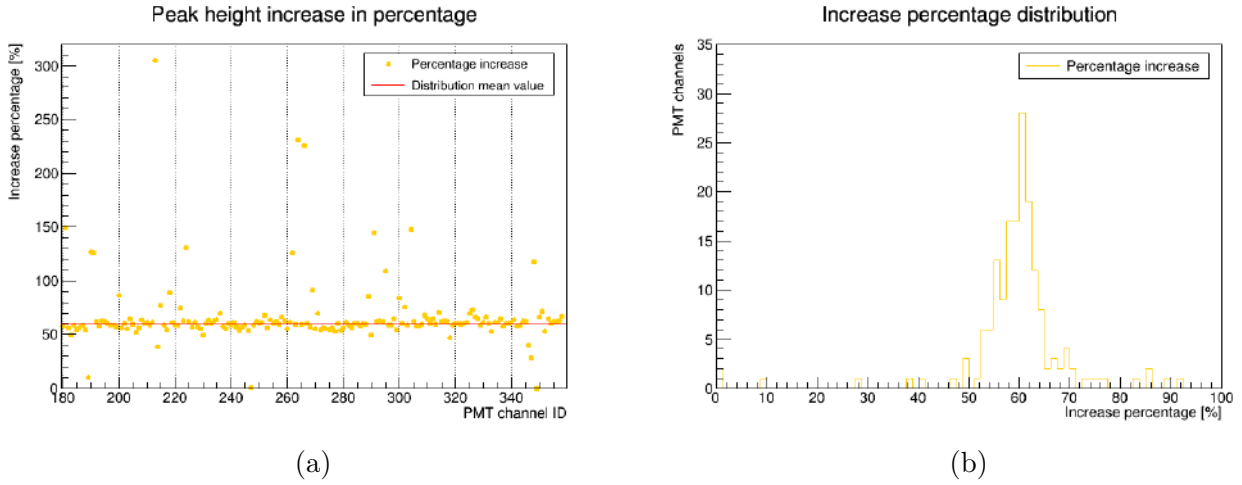 Peak height increase in percentage
Increase percentage [%]
300
250
200
150
100
50
0
Percentage increase
Distribution mean value
180 200 220 240 260 280 300 320 340
PMT channel ID
(a)
Increase percentage distribution
PMT channels
35
30
25
20
15
10
5
0
Percentage increase
0 10 20 30 40 50 60 70 80 90 100
Increase percentage [%]
(b)